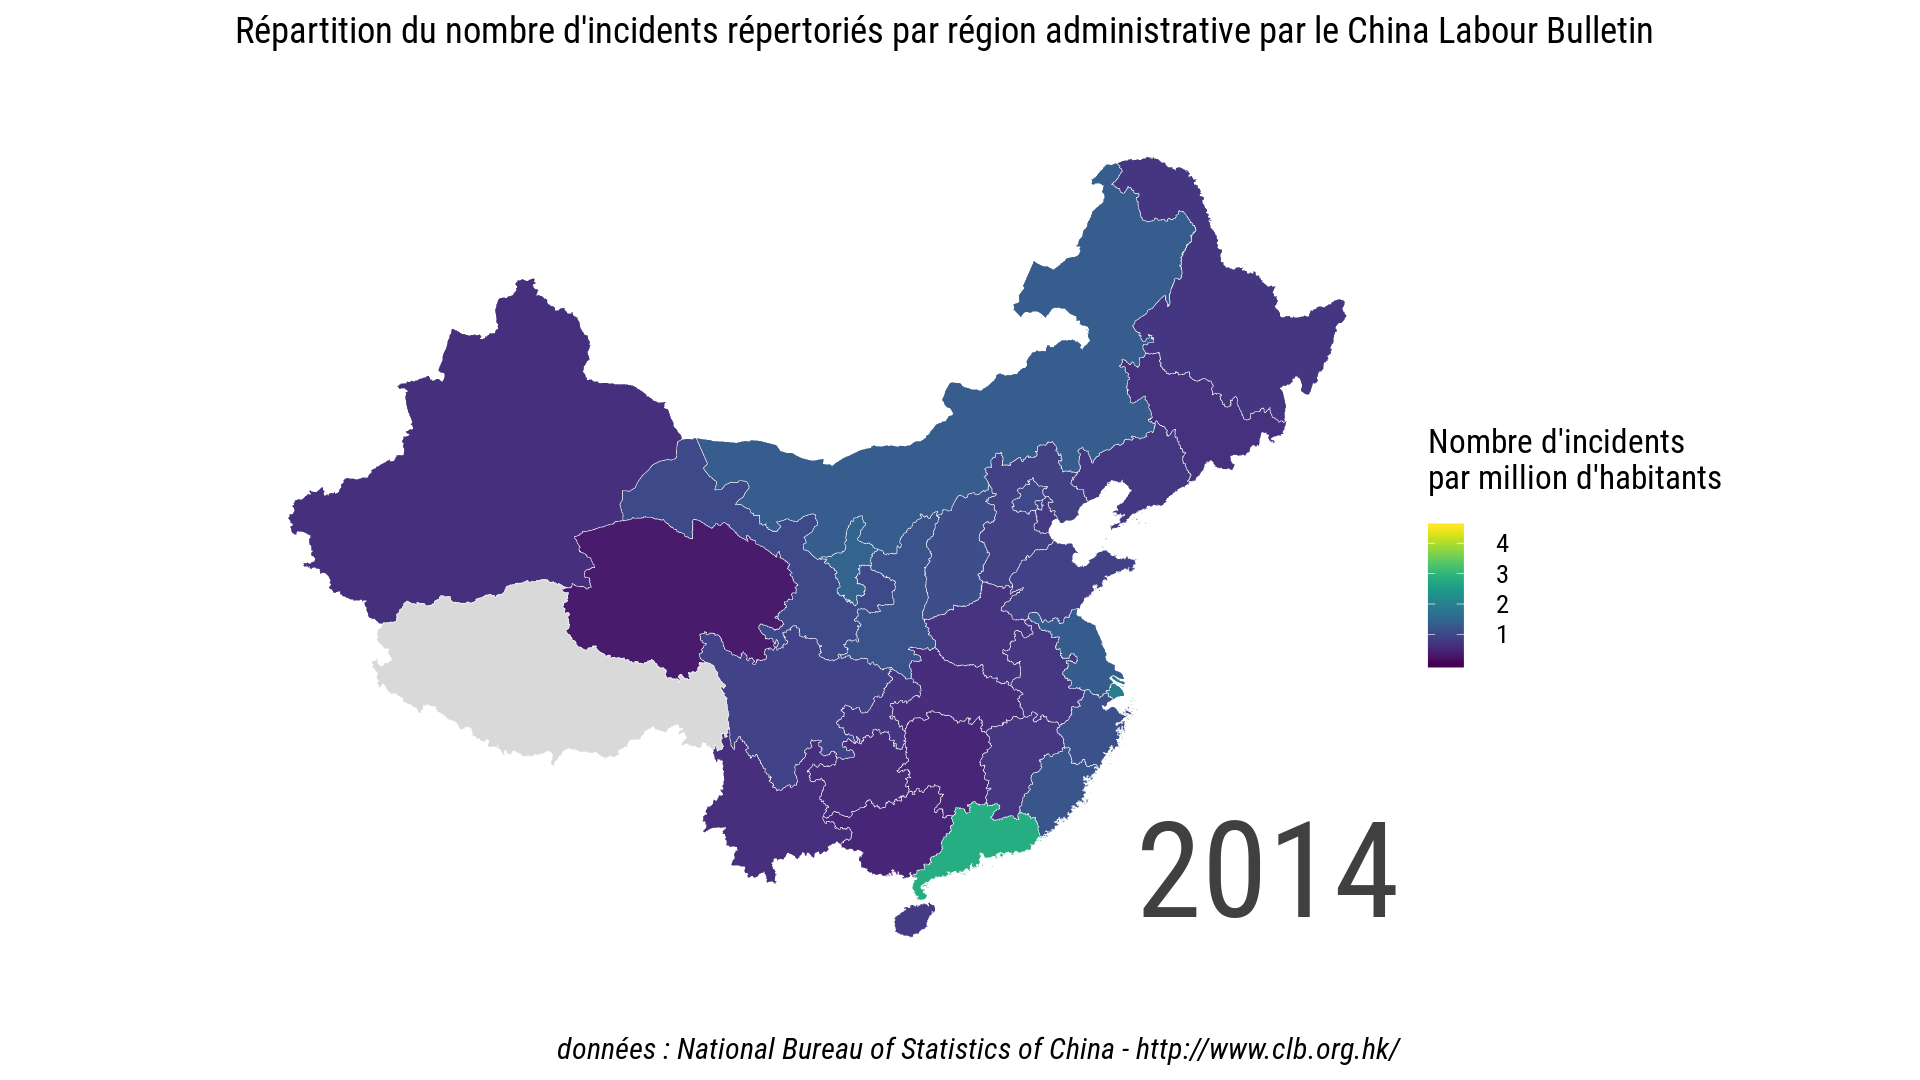 Répartition du nombre d'incidents répertoriés par région administrative par le China Labour Bulletin
Nombre d'incidents
par million d'habitants
4
3
2
1
2014
données : National Bureau of Statistics of China - http://www.clb.org.hk/